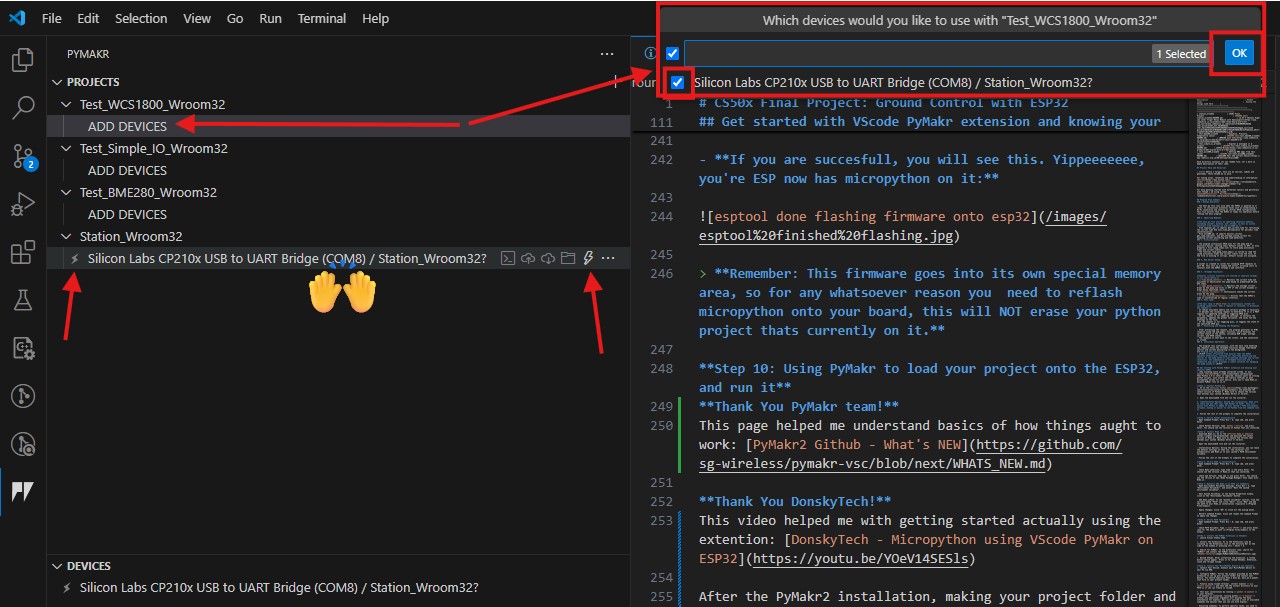 File Edit Selection Wroom View Go Run Terminal Help
Which devices would you like to use with "Test_WCS1800_Wroom32"
1 Selected
OK
Silicon Labs CP210x USB to UART Bridge (COM8) / Station_Wroom32?
PYMAKR
PROJECTS
Test_WCS1800_Wroom32
ADD DEVICES
Test_Simple_IO_Wroom32
ADD DEVICES
Test_BME280_Wroom32
ADD DEVICES
Station_Wroom32
Silicon Labs CP210x USB to UART Bridge (COM8) / Station_Wroom32?
2
DEVICES
Silicon Labs CP210x USB to UART Bridge (COM8) / Station_Wroom32?
1 # CS50x Final Project: Ground Control with ESP32
111 ## Get started with VScode PyMakr extension and knowing your
241
242 - **If you are succesfull, you will see this. Yippeeeeeee,
you're ESP now has micropython on it:**
243
244 ![esptool done flashing firmware onto esp32](/images/
esptool%20finished%20flashing.jpg)
245
246 > **Remember: This firmware goes into its own special memory
area, so for any whatsoever reason you need to reflash
micropython onto your board, this will NOT erase your python
project thats currently on it.**
247
248 **Step 10: Using PyMakr to load your project onto the ESP32,
and run it**
249 **Thank You PyMakr team!**
250 This page helped me understand basics of how things aught to
work: [PyMakr2 Github - What's NEW](https://github.com/
sg-wireless/pymakr-vsc/blob/next/WHATS_NEW.md)
251
252 **Thank You DonskyTech!**
253 This video helped me with getting started actually using the
extention: [DonskyTech - Micropython using VScode PyMakr on
ESP32](https://youtu.be/YOeV14SESls)
254
255 After the PyMakr2 installation, making your project folder and